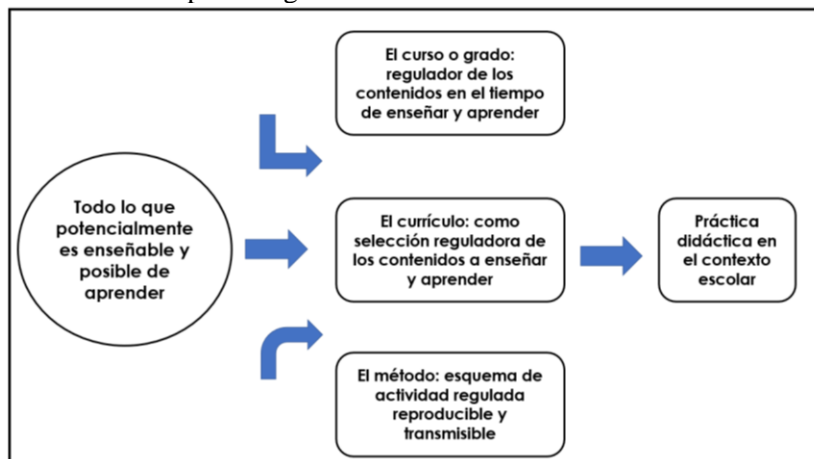 El curso o grado:
regulador de los
contenidos en el tiempo
de enseñar y aprender
Todo lo que
potencialmente
es enseñable y
posible de
aprender
El currículo: como
selección reguladora de
los contenidos a enseñar
y aprender
Práctica
didáctica en
el contexto
escolar
El método: esquema de
actividad regulada
reproducible y
transmisible